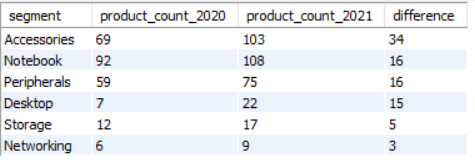 segment product_count_2020 product_count_2021 difference
Accessories 69 103 34
Notebook 92 108 16
Peripherals 59 75 16
Desktop 7 22 15
Storage 12 17 5
Networking 6 9 3